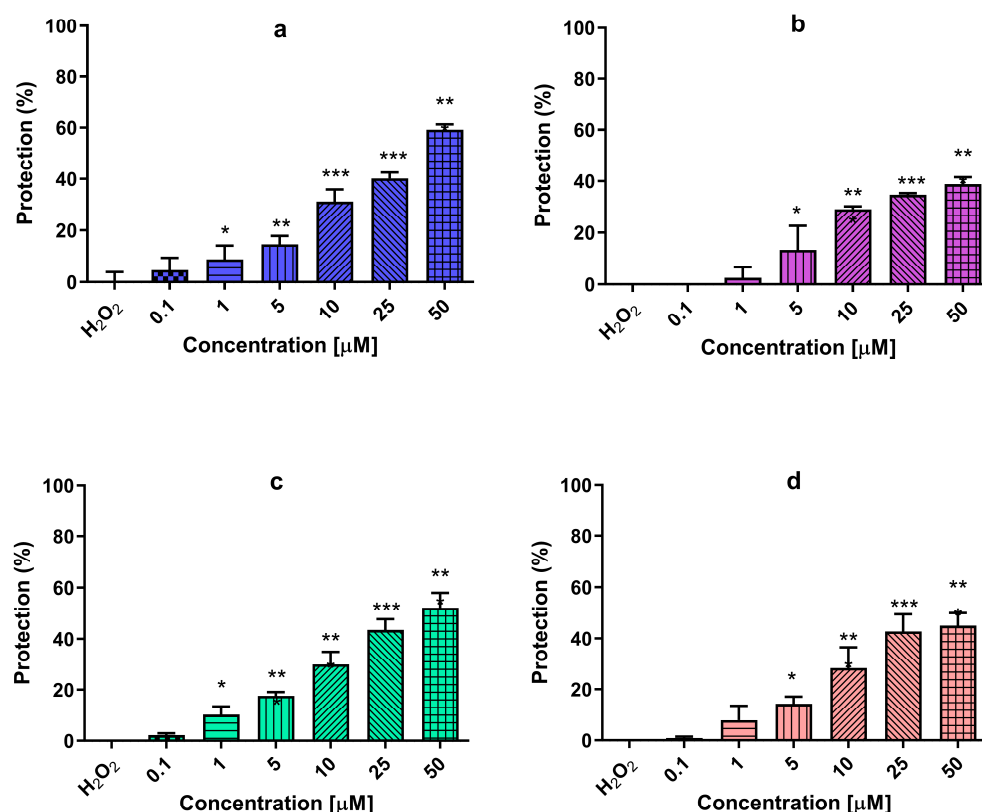 a
Protection (%)
100
80
60
40
20
0
* ** *** *** **
H₂O₂ 0.1 1 5 10 25 50
Concentration [μM]
b
Protection (%)
100
80
60
40
20
0
* ** *** **
H₂O₂ 0.1 1 5 10 25 50
Concentration [μM]
c
Protection (%)
100
80
60
40
20
0
* ** ** *** **
H₂O₂ 0.1 1 5 10 25 50
Concentration [μM]
d
Protection (%)
100
80
60
40
20
0
* ** *** **
H₂O₂ 0.1 1 5 10 25 50
Concentration [μM]